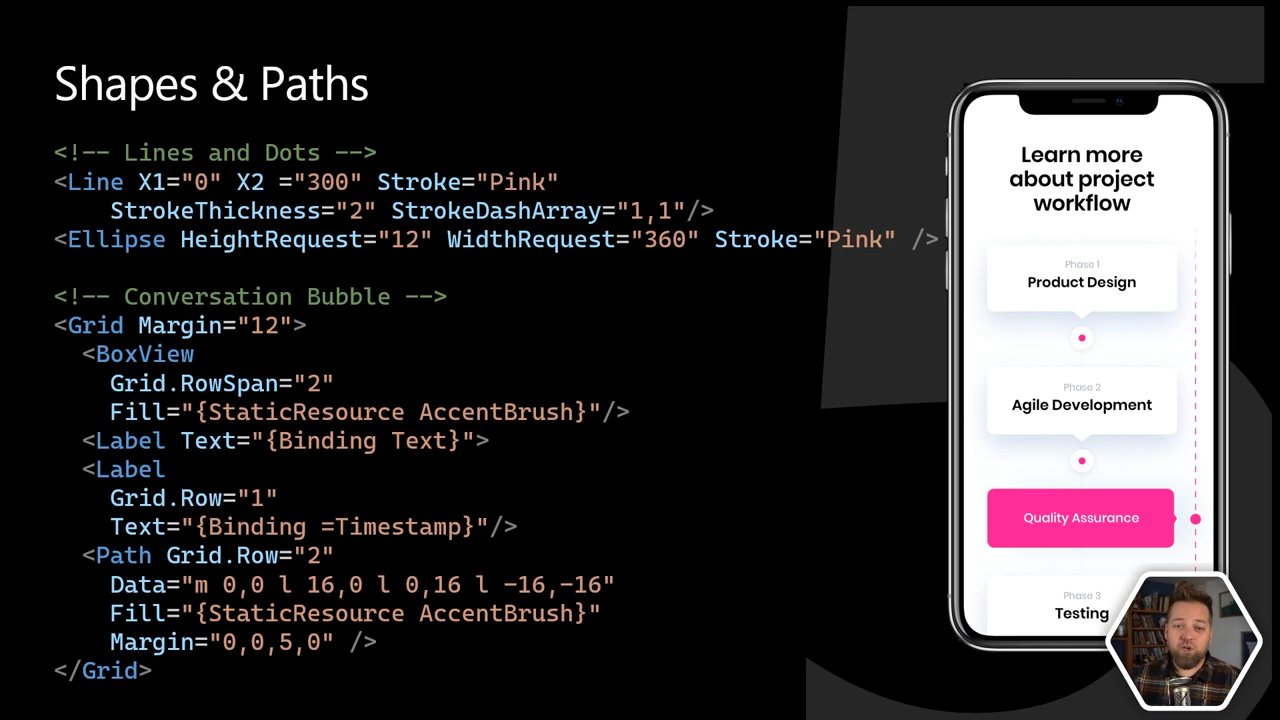 Shapes & Paths
<!-- Lines and Dots -->
<Line X1="0" X2 ="300" Stroke="Pink"
StrokeThickness="2" StrokeDashArray="1,1"/>
<Ellipse HeightRequest="12" WidthRequest="360" Stroke="Pink" />
<!-- Conversation Bubble -->
<Grid Margin="12">
<BoxView
Grid.RowSpan="2"
Fill="{StaticResource AccentBrush}"/>
<Label Text="{Binding Text}">
<Label
Grid.Row="1"
Text="{Binding =Timestamp}"/>
<Path Grid.Row="2"
Data="m 0,0 l 16,0 l 0,16 l -16,-16"
Fill="{StaticResource AccentBrush}"
Margin="0,0,5,0" />
</Grid>
Learn more
about project
workflow
Phase 1
Product Design
Phase 2
Agile Development
Quality Assurance
Phase 3
Testing